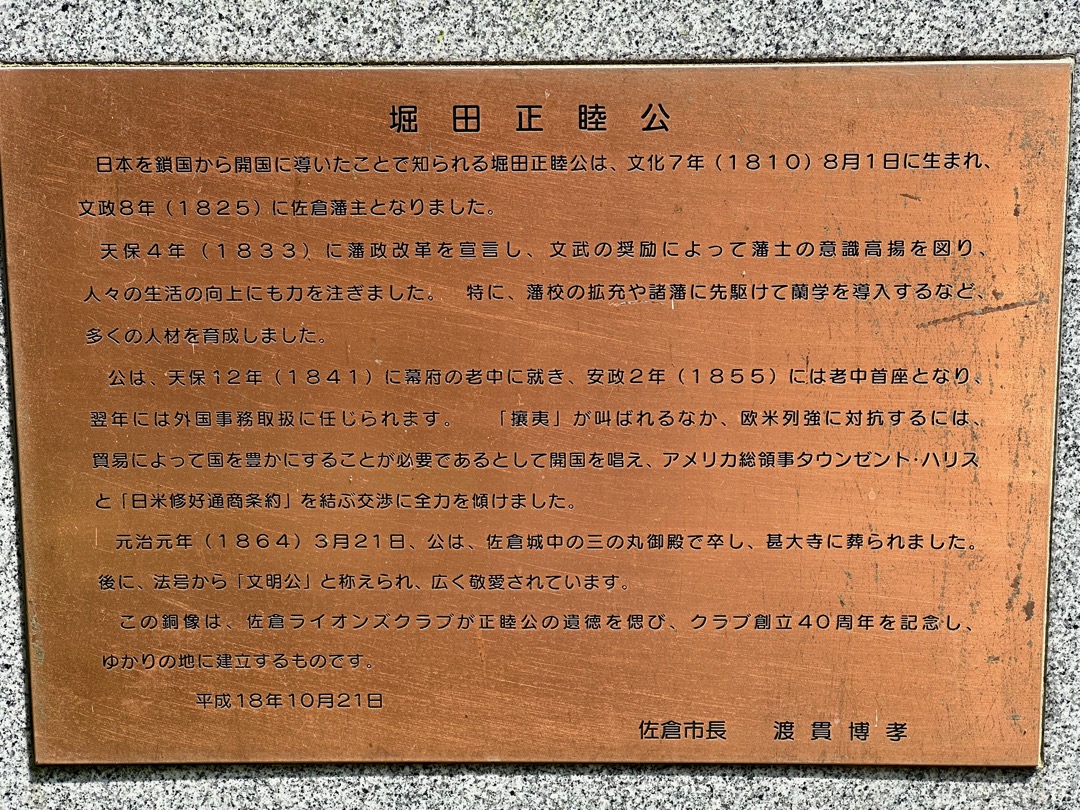 堀田正睦公
日本を鎖国から開国に導いたことで知られる堀田正睦公は、文化7年（1810）8月1日に生まれ、
文政8年（1825）に佐倉藩主となりました。
天保4年（1833）に藩政改革を宣言し、文武の奨励によって藩士の意識高揚を図り、
人々の生活の向上にも力を注ぎました。　特に、藩校の拡充や諸藩に先駆けて蘭学を導入するなど、
多くの人材を育成しました。
公は、天保12年（1841）に幕府の老中に就き、安政2年（1855）には老中首座となり、
翌年には外国事務取扱に任じられます。　「攘夷」が叫ばれるなか、欧米列強に対抗するには、
貿易によって国を豊かにすることが必要であるとして開国を唱え、アメリカ総領事タウンゼント・ハリス
と「日米修好通商条約」を結ぶ交渉に全力を傾けました。
元治元年（1864）3月21日、公は、佐倉城中の三の丸御殿で卒し、甚大寺に葬られました。
後に、法号から「文明公」と称えられ、広く敬愛されています。
この銅像は、佐倉ライオンズクラブが正睦公の遺徳を偲び、クラブ創立40周年を記念し、
ゆかりの地に建立するものです。
平成18年10月21日
佐倉市長　渡貫博孝